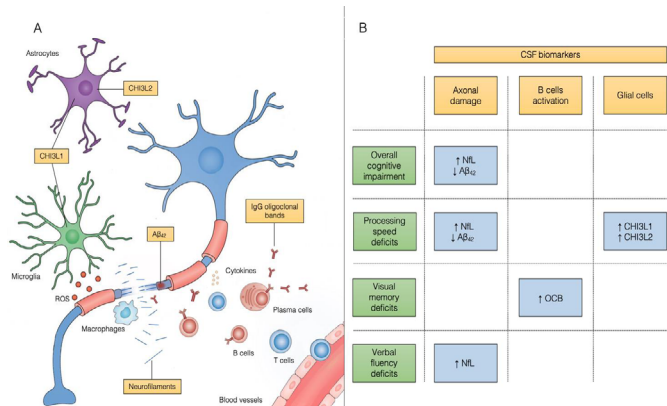 A
Astrocytes
CHI3L2
CHI3L1
IgG oligoclonal
bands
Aβ₄₂
Microglia
Cytokines
ROS
Plasma cells
Macrophages
B cells
T cells
Neurofilaments
Blood vessels
B
CSF biomarkers
Axonal
damage
B cells
activation
Glial cells
Overall
cognitive
impairment
↑ NfL
↓ Aβ₄₂
Processing
speed
deficits
↑ NfL
↓ Aβ₄₂
↑ CHI3L1
↑ CHI3L2
Visual
memory
deficits
↑ OCB
Verbal
fluency
deficits
↑ NfL